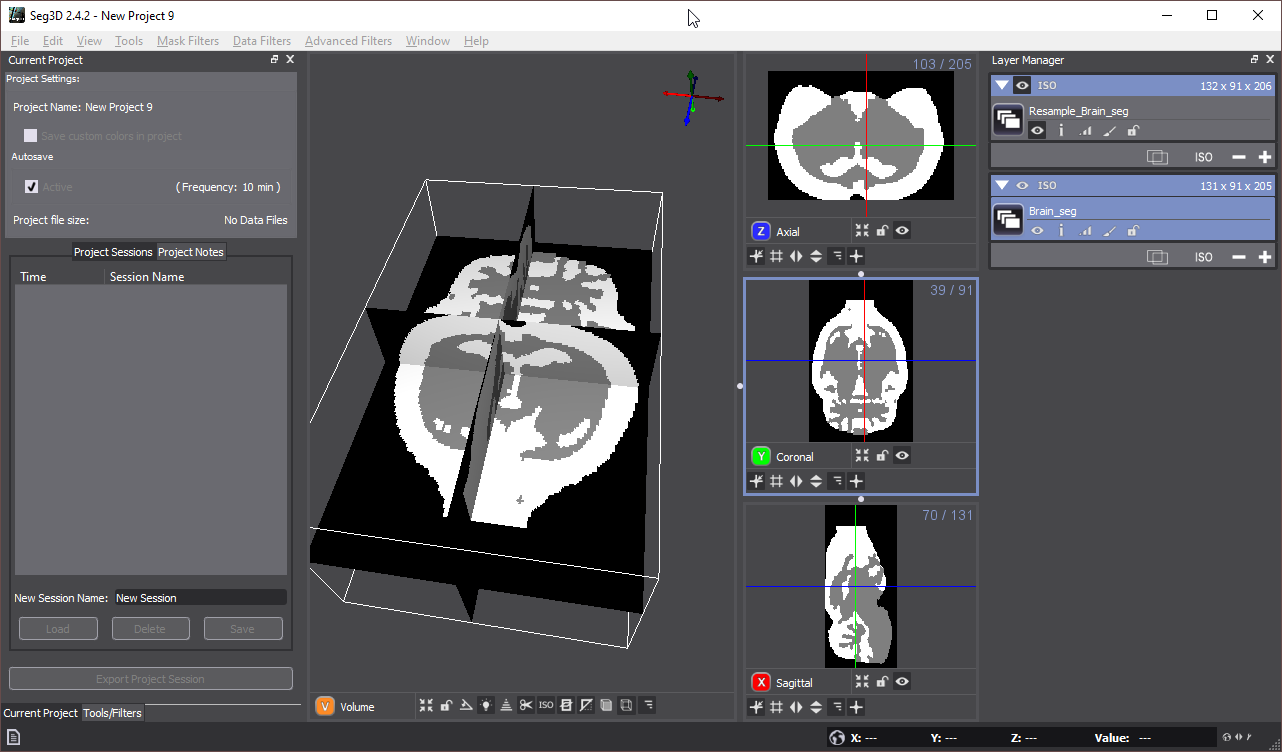 Seg3D 2.4.2 - New Project 9
File Edit View Tools Mask Filters Data Filters Advanced Filters Window Help
Current Project
Project Settings:
Project Name: New Project 9
Save custom colors in project
Autosave
Active
( Frequency: 10 min )
Project file size:
No Data Files
Project Sessions
Project Notes
Time
Session Name
New Session Name:
New Session
Load
Delete
Save
Export Project Session
Current Project
Tools/Filters
V
Volume
ISO
103 / 205
Z
Axial
39 / 91
Y
Coronal
70 / 131
X
Sagittal
Layer Manager
ISO
132 x 91 x 206
Resample_Brain_seg
ISO
ISO
131 x 91 x 205
Brain_seg
ISO
X: ---
Y: ---
Z: ---
Value: ---